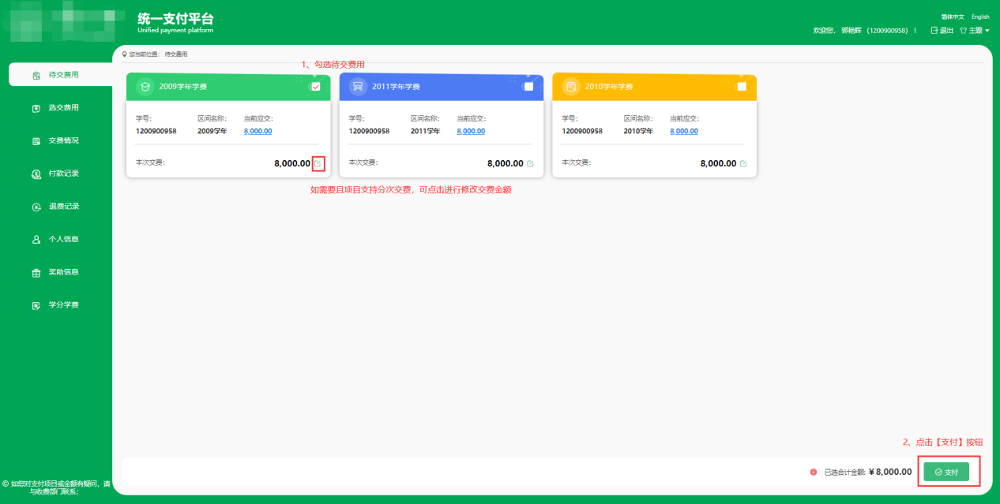 统一支付平台
Unified payment platform
简体中文 English
欢迎您, 郭艳辉 (1200900958) ! 退出 主题
您当前位置: 待交费用
1、勾选待交费用
待交费用
选交费用
交费情况
付款记录
退费记录
个人信息
奖助信息
学分学费
2009学年学费
学号: 区间名称: 当前应交:
1200900958 2009学年 8,000.00
本次交费: 8,000.00
2011学年学费
学号: 区间名称: 当前应交:
1200900958 2011学年 8,000.00
本次交费: 8,000.00
2010学年学费
学号: 区间名称: 当前应交:
1200900958 2010学年 8,000.00
本次交费: 8,000.00
如需要且项目支持分次交费, 可点击进行修改交费金额
2、点击【支付】按钮
已选合计金额: ¥8,000.00 支付
如您对支付项目或金额有疑问, 请
与收费部门联系;